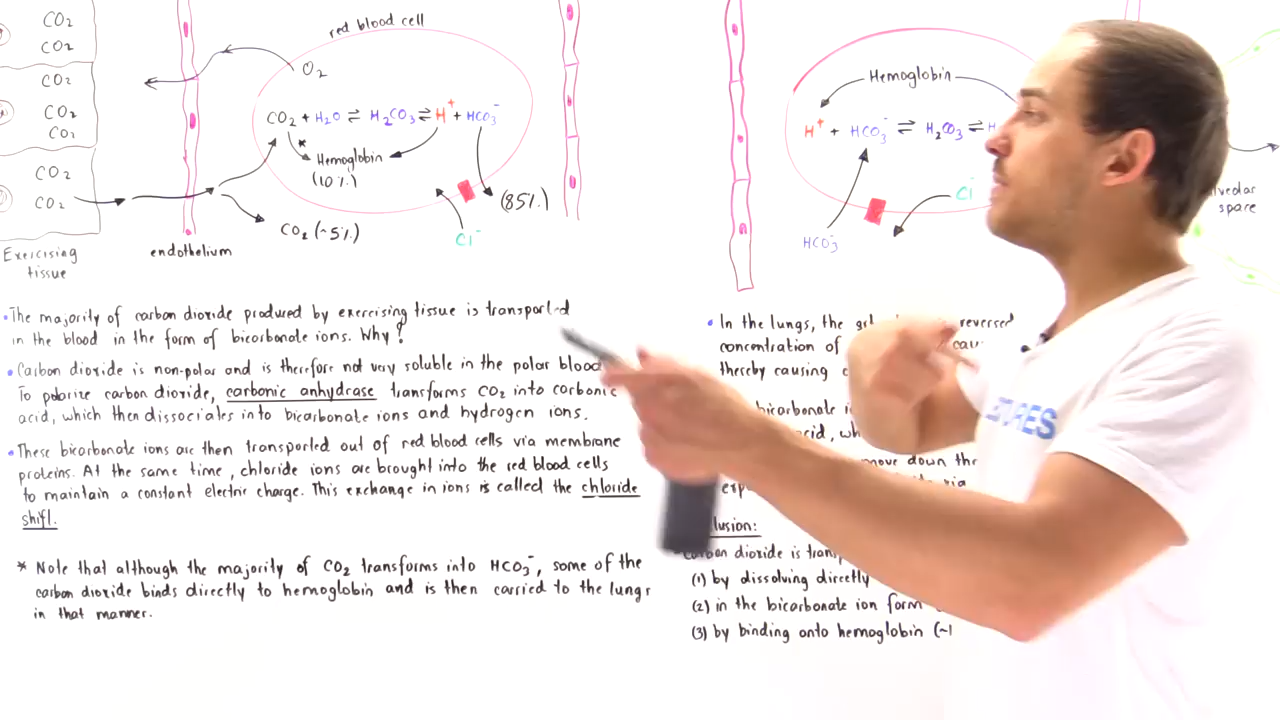 CO₂
CO₂
CO₂
CO₂
CO₂
CO₂
CO₂
Exercising
tissue
endothelium
red blood cell
O₂
CO₂ + H₂O ⇌ H₂CO₃ ⇌ H⁺ + HCO₃⁻
*
Hemoglobin
(10%)
(85%)
CO₂ (~5%)
Cl⁻
• The majority of carbon dioxide produced by exercising tissue is transported
in the blood in the form of bicarbonate ions. Why?
• Carbon dioxide is non-polar and is therefore not very soluble in the polar blood
To polarize carbon dioxide, carbonic anhydrase transforms CO₂ into carbonic
acid, which then dissociates into bicarbonate ions and hydrogen ions.
• These bicarbonate ions are then transported out of red blood cells via membrane
proteins. At the same time, chloride ions are brought into the red blood cells
to maintain a constant electric charge. This exchange in ions is called the chloride
shift.
* Note that although the majority of CO₂ transforms into HCO₃⁻, some of the
carbon dioxide binds directly to hemoglobin and is then carried to the lungs
in that manner.
Hemoglobin
H⁺ + HCO₃⁻ ⇌ H₂CO₃ ⇌ H
Cl⁻
HCO₃⁻
space
• In the lungs, the reversed
concentration of
thereby causing
bicarbonate
move down
Carbon dioxide is
(1) by dissolving directly
(2) in the bicarbonate ion form
(3) by binding onto hemoglobin (~1